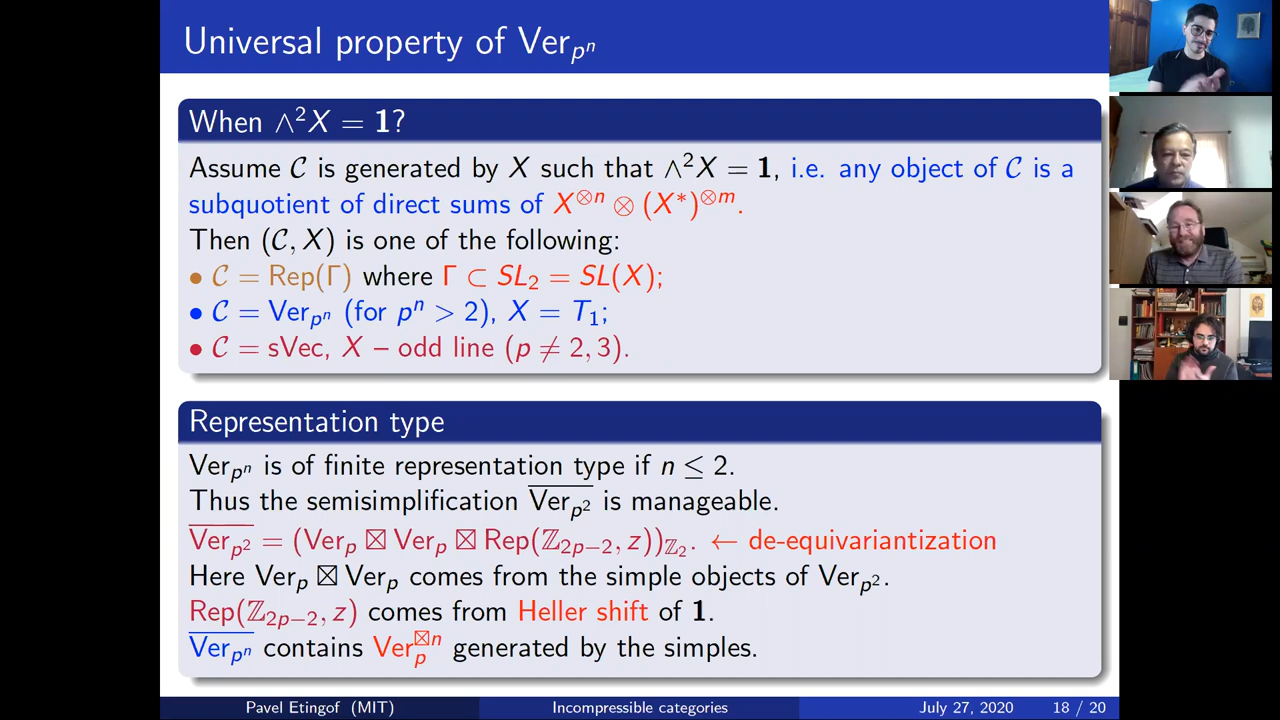 Universal property of Ver_{p^n}
When ∧²X = 𝟏?
Assume 𝒞 is generated by X such that ∧²X = 𝟏, i.e. any object of 𝒞 is a
subquotient of direct sums of X^{⊗n} ⊗ (X*)^{⊗m}.
Then (𝒞, X) is one of the following:
• 𝒞 = Rep(Γ) where Γ ⊂ SL₂ = SL(X);
• 𝒞 = Ver_{p^n} (for pⁿ > 2), X = T₁;
• 𝒞 = sVec, X – odd line (p ≠ 2, 3).
Representation type
Ver_{p^n} is of finite representation type if n ≤ 2.
Thus the semisimplification \overline{Ver_{p^2}} is manageable.
\overline{Ver_{p^2}} = (Ver_p ⊠ Ver_p ⊠ Rep(ℤ_{2p−2}, z))_{ℤ_2}. ← de-equivariantization
Here Ver_p ⊠ Ver_p comes from the simple objects of Ver_{p^2}.
Rep(ℤ_{2p−2}, z) comes from Heller shift of 𝟏.
\overline{Ver_{p^n}} contains Ver_p^{⊠n} generated by the simples.
Pavel Etingof (MIT) Incompressible categories July 27, 2020 18 / 20